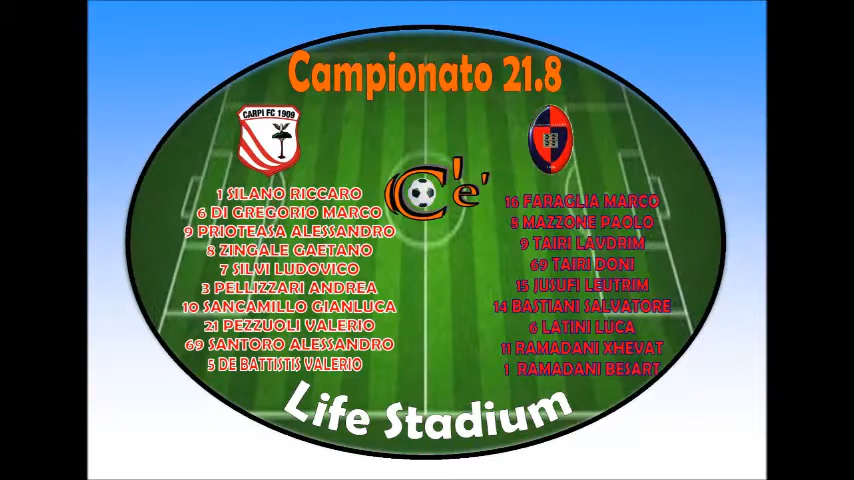 Campionato 21.8
CARPI FC 1909
C'è'
1 SILANO RICCARO
6 DI GREGORIO MARCO
9 PRIOTEASA ALESSANDRO
8 ZINGALE GAETANO
7 SILVI LUDOVICO
3 PELLIZZARI ANDREA
10 SANCAMILLO GIANLUCA
21 PEZZUOLI VALERIO
69 SANTORO ALESSANDRO
5 DE BATTISTIS VALERIO
16 FARAGLIA MARCO
8 MAZZONE PAOLO
9 TAIRI LAVDRIM
69 TAIRI DONI
15 JUSUFI LEUTRIM
14 BASTIANI SALVATORE
6 LATINI LUCA
11 RAMADANI XHEVAT
1 RAMADANI BESART
Life Stadium